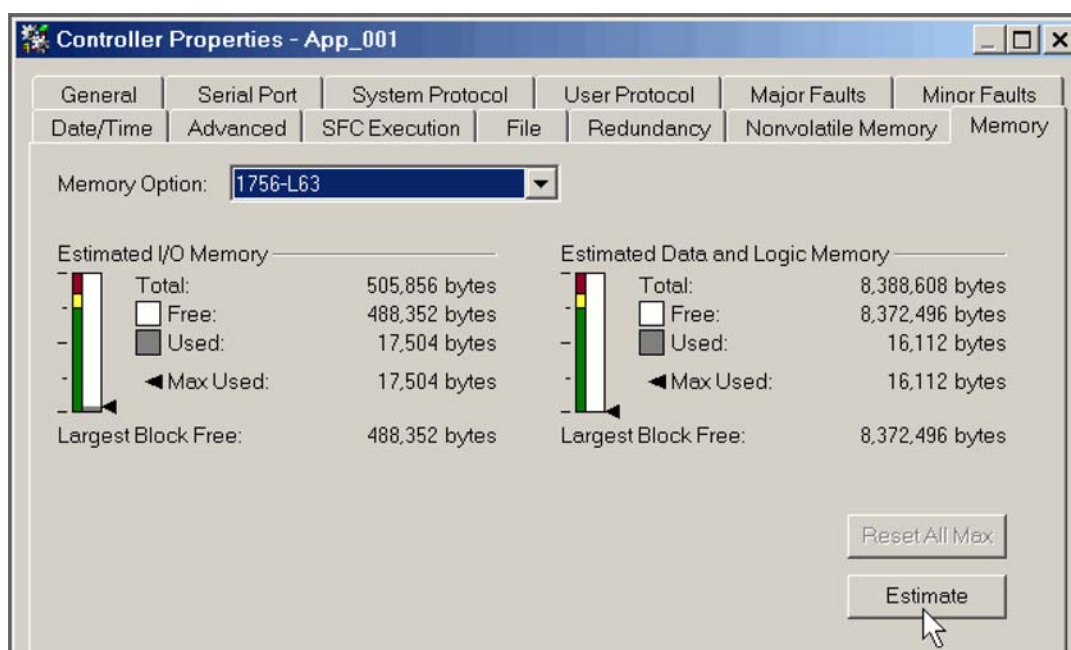 Controller Properties - App_001
General Serial Port System Protocol User Protocol Major Faults Minor Faults
Date/Time Advanced SFC Execution File Redundancy Nonvolatile Memory Memory
Memory Option: 1756-L63
Estimated I/O Memory
Total: 505,856 bytes
Free: 488,352 bytes
Used: 17,504 bytes
Max Used: 17,504 bytes
Largest Block Free: 488,352 bytes
Estimated Data and Logic Memory
Total: 8,388,608 bytes
Free: 8,372,496 bytes
Used: 16,112 bytes
Max Used: 16,112 bytes
Largest Block Free: 8,372,496 bytes
Reset All Max
Estimate